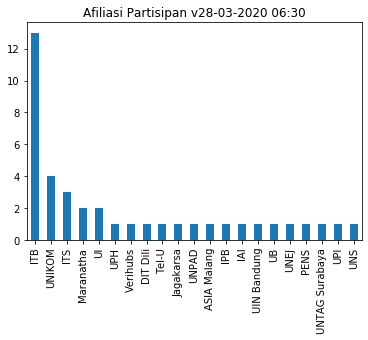 Afiliasi Partisipan v28-03-2020 06:30
12
10
8
6
4
2
0
ITB
UNIKOM
ITS
Maranatha
UI
UPH
Verihubs
DIT Dili
Tel-U
Jagakarsa
UNPAD
ASIA Malang
IPB
IAI
UIN Bandung
UB
UNEJ
PENS
UNTAG Surabaya
UPI
UNS